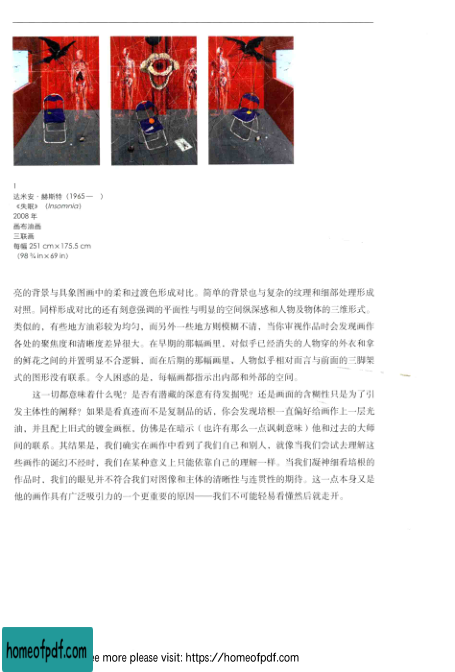 1
达米安·赫斯特（1965—　）
《失眠》（Insomnia）
2008 年
画布油画
三联画
每幅 251 cm × 175.5 cm
（98 ¾ in × 69 in）
亮的背景与具象图画中的柔和过渡色形成对比。简单的背景也与复杂的纹理和细部处理形成
对照。同样形成对比的还有刻意强调的平面性与明显的空间纵深感和人物及物体的三维形式。
类似的，有些地方油彩较为均匀，而另外一些地方则模糊不清，当你审视作品时会发现画作
各处的聚焦度和清晰度差异很大。在早期的那幅画里，对似乎已经消失的人物穿的外衣和拿
的鲜花之间的并置明显不合逻辑，而在后期的那幅画里，人物似乎相对而言与前面的三脚架
式的图形没有联系。令人困惑的是，每幅画都指示出内部和外部的空间。
这一切都意味着什么呢？是否有潜藏的深意有待发掘呢？还是画面的含糊性只是为了引
发主体性的阐释？如果是看真迹而不是复制品的话，你会发现培根一直偏好给画作上一层光
油，并且配上旧式的镀金画框，仿佛是在暗示（也许有那么一点讽刺意味）他和过去的大师
间的联系。其结果是，我们确实在画作中看到了我们自己和别人，就像当我们尝试去理解这
些画作的诞幻不经时，我们在某种意义上只能依靠自己的理解一样。当我们凝神细看培根的
作品时，我们的眼见并不符合我们对图像和主体的清晰性与连贯性的期待。这一点本身又是
他的画作具有广泛吸引力的一个更重要的原因——我们不可能轻易看懂然后就走开。
homeofpdf.com
ee more please visit: https://homeofpdf.com